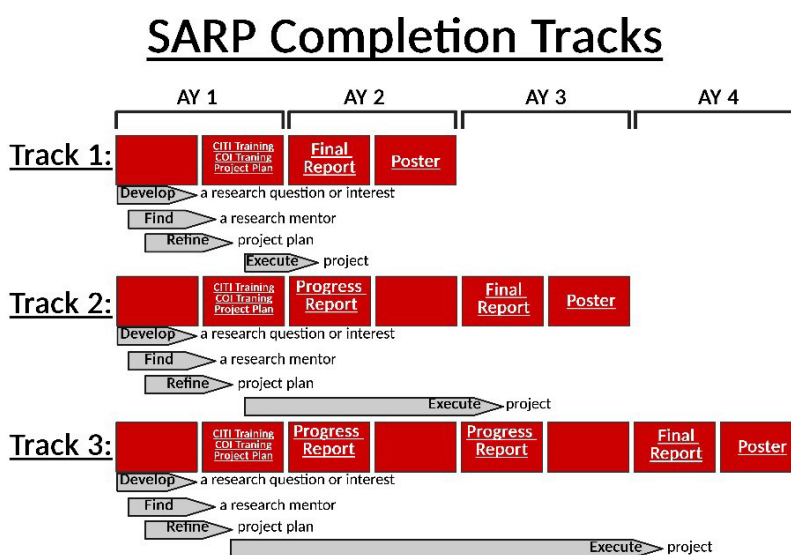 SARP Completion Tracks
AY 1 AY 2 AY 3 AY 4
Track 1:
CITI Training
COI Traning
Project Plan
Final
Report
Poster
Develop a research question or interest
Find a research mentor
Refine project plan
Execute project
Track 2:
CITI Training
COI Traning
Project Plan
Progress
Report
Final
Report
Poster
Develop a research question or interest
Find a research mentor
Refine project plan
Execute project
Track 3:
CITI Training
COI Traning
Project Plan
Progress
Report
Progress
Report
Final
Report
Poster
Develop a research question or interest
Find a research mentor
Refine project plan
Execute project